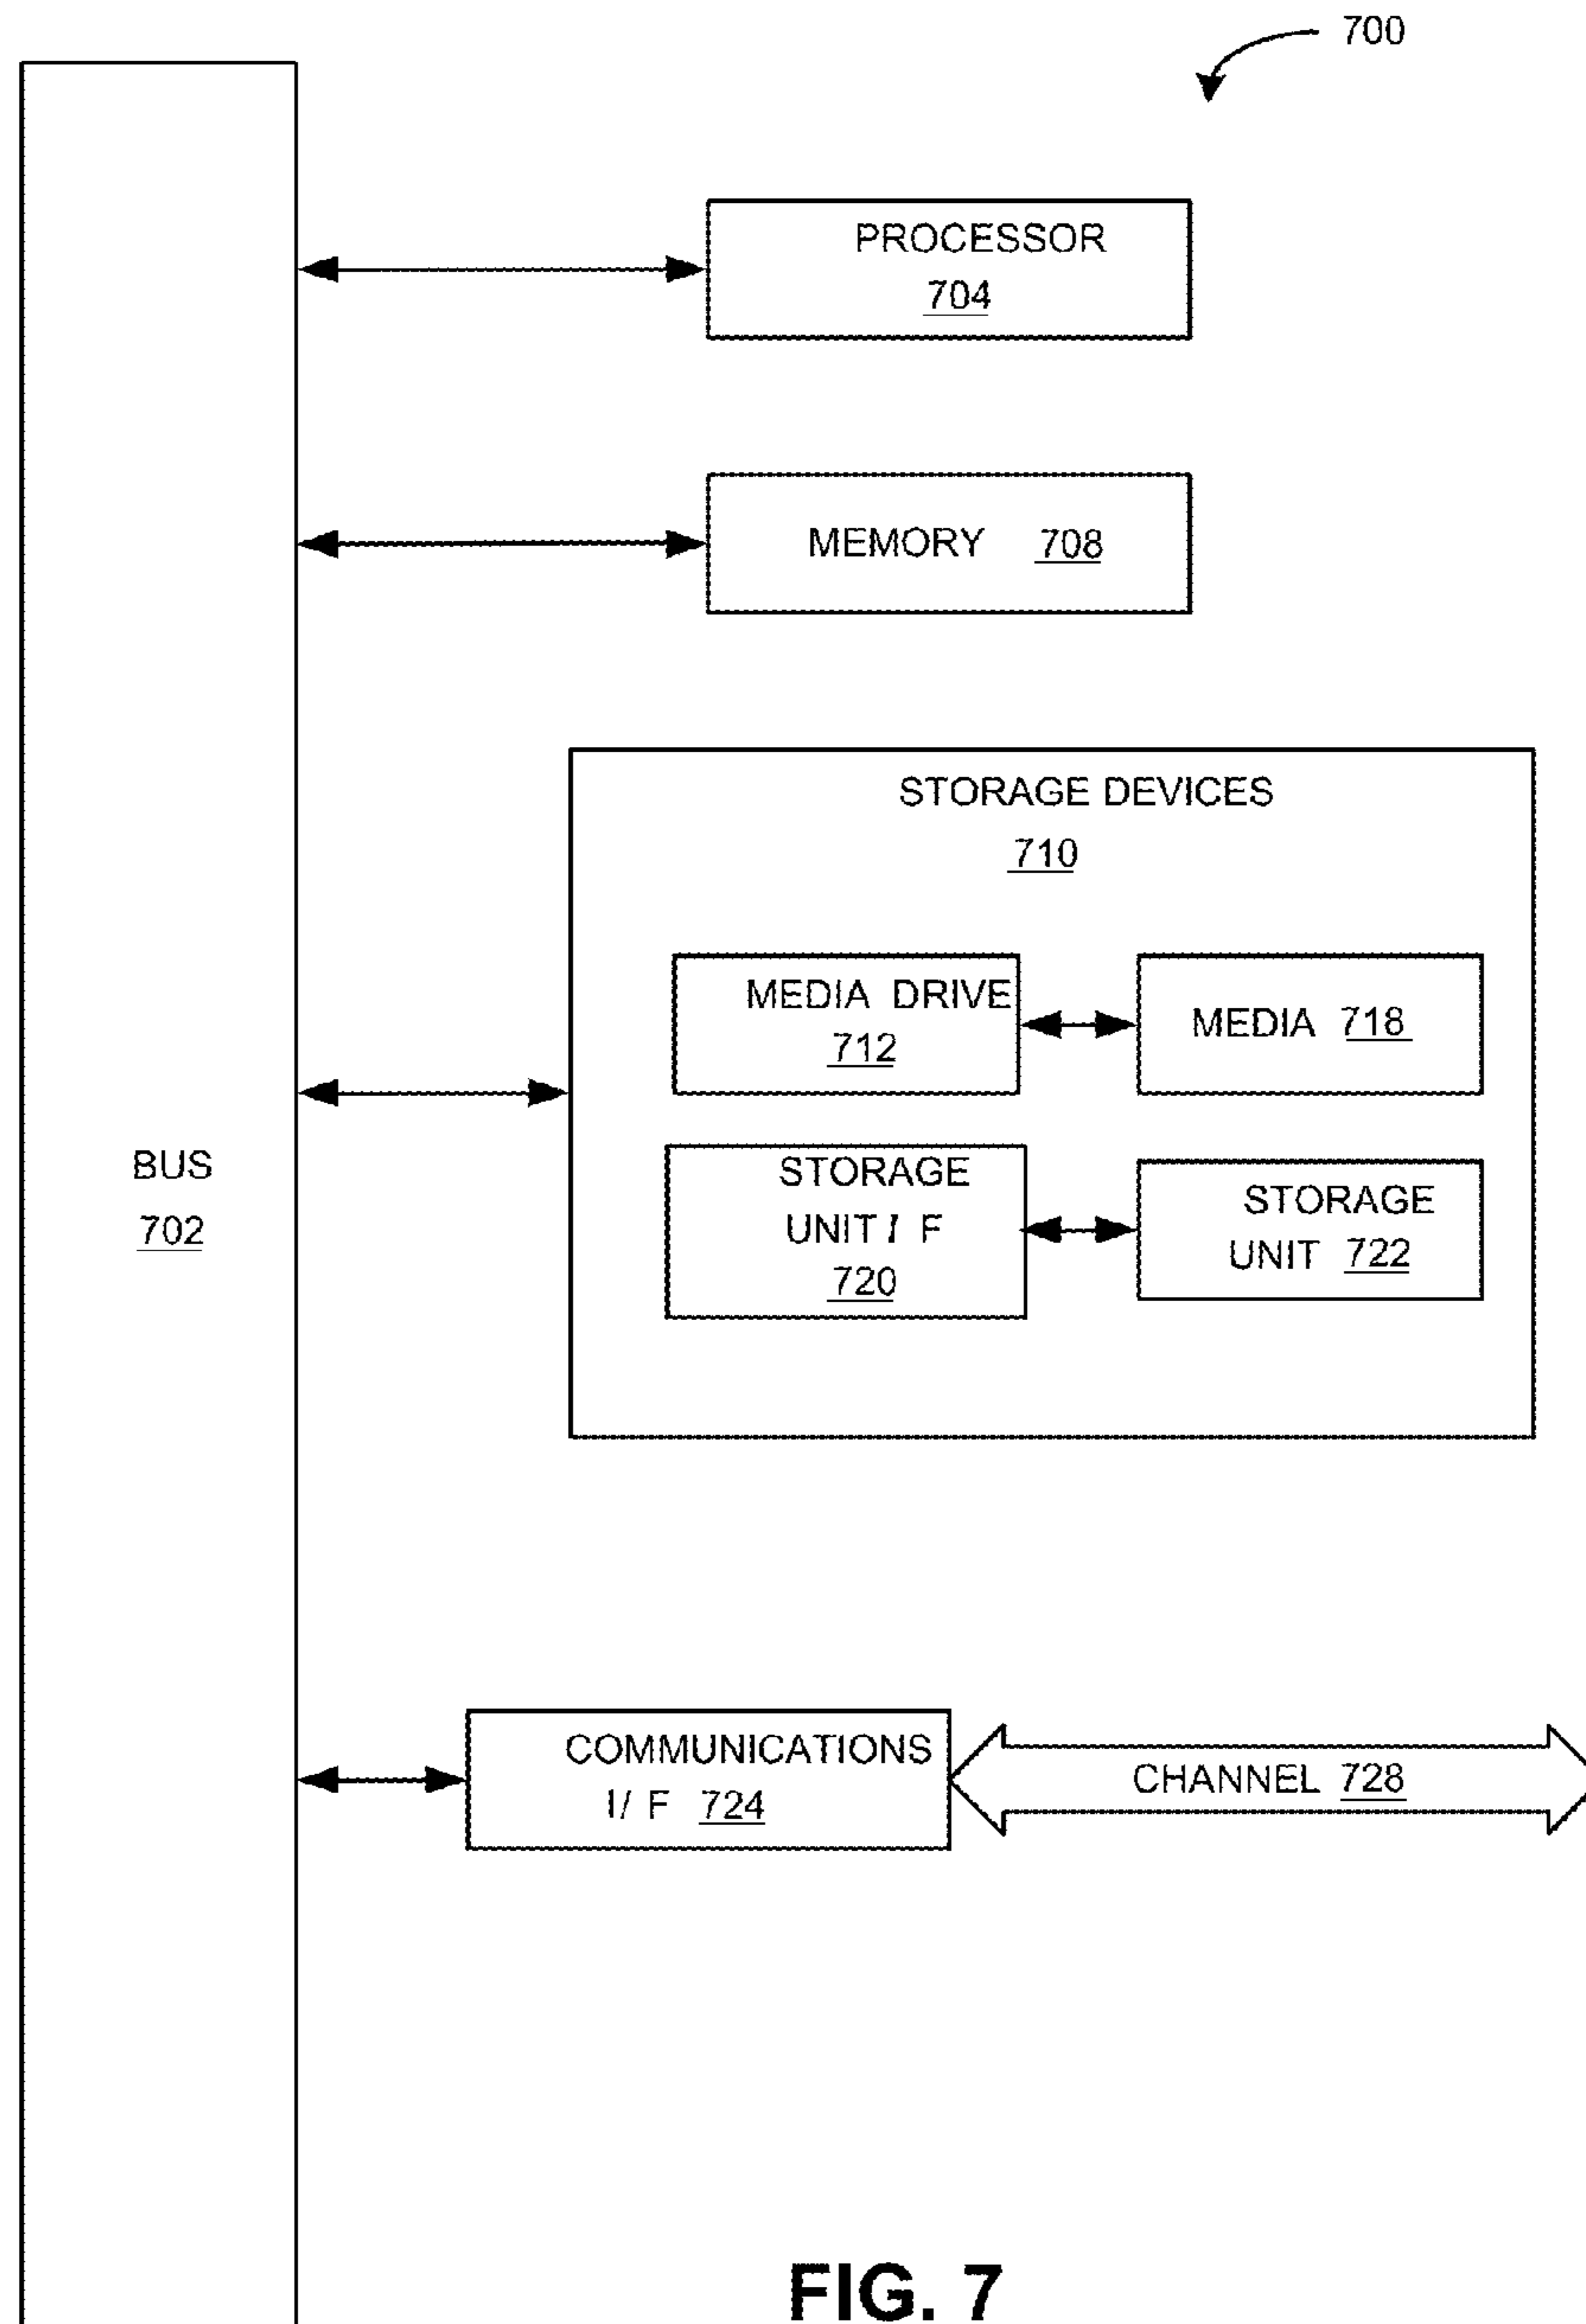 700
PROCESSOR
704
MEMORY 708
STORAGE DEVICES
710
MEDIA DRIVE
712
MEDIA 718
BUS
702
STORAGE
UNIT I F
720
STORAGE
UNIT 722
COMMUNICATIONS
I/ F 724
CHANNEL 728
FIG. 7